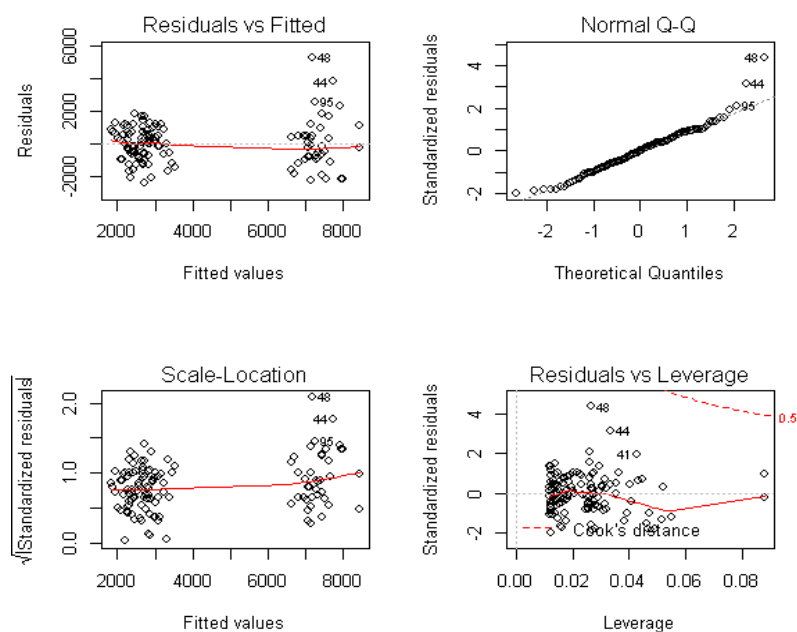 Residuals vs Fitted
Residuals
6000
2000
-2000
48
44
95
2000 4000 6000 8000
Fitted values
Normal Q-Q
Standardized residuals
4
2
0
-2
48
44
95
-2 -1 0 1 2
Theoretical Quantiles
Scale-Location
√|Standardized residuals|
2.0
1.0
0.0
48
44
95
2000 4000 6000 8000
Fitted values
Residuals vs Leverage
Standardized residuals
4
2
0
-2
48
44
41
0.5
Cook's distance
0.00 0.02 0.04 0.06 0.08
Leverage